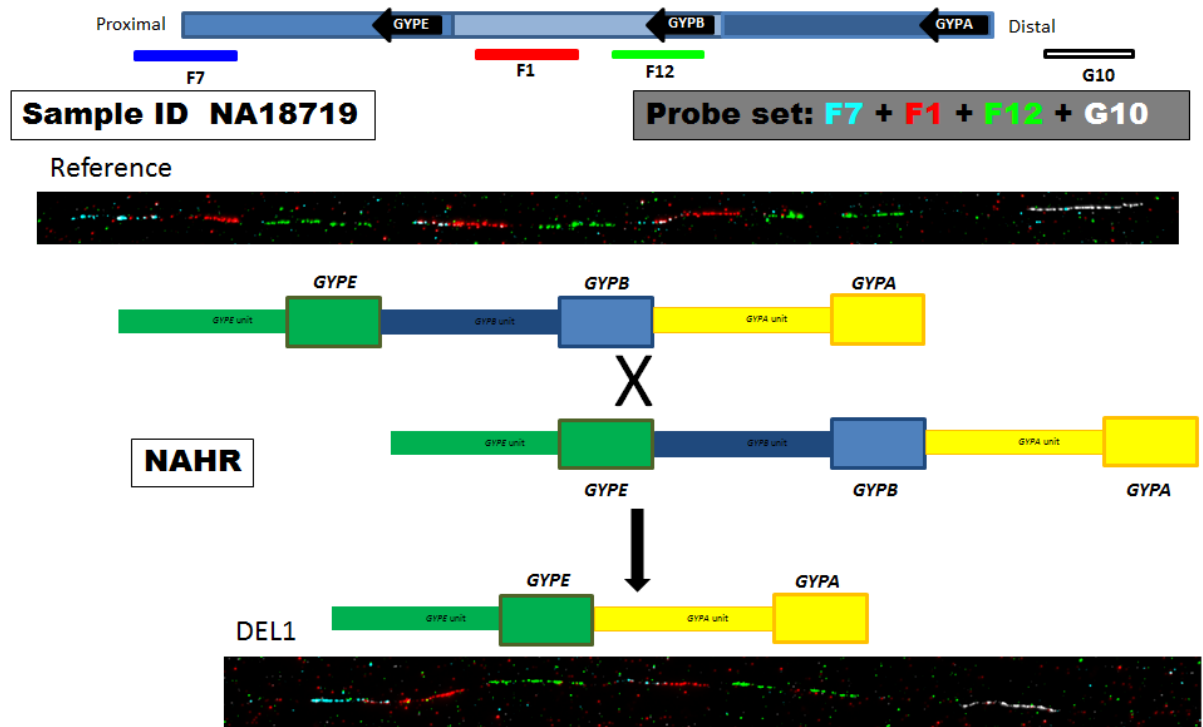 Proximal
GYPE
GYPB
GYPA
Distal
F7
F1
F12
G10
Sample ID NA18719
Probe set: F7 + F1 + F12 + G10
Reference
GYPE
GYPB
GYPA
GYPE unit
GYPB unit
GYPA unit
X
GYPE unit
GYPB unit
GYPA unit
NAHR
GYPE
GYPB
GYPA
GYPE
GYPA
GYPE unit
GYPA unit
DEL1